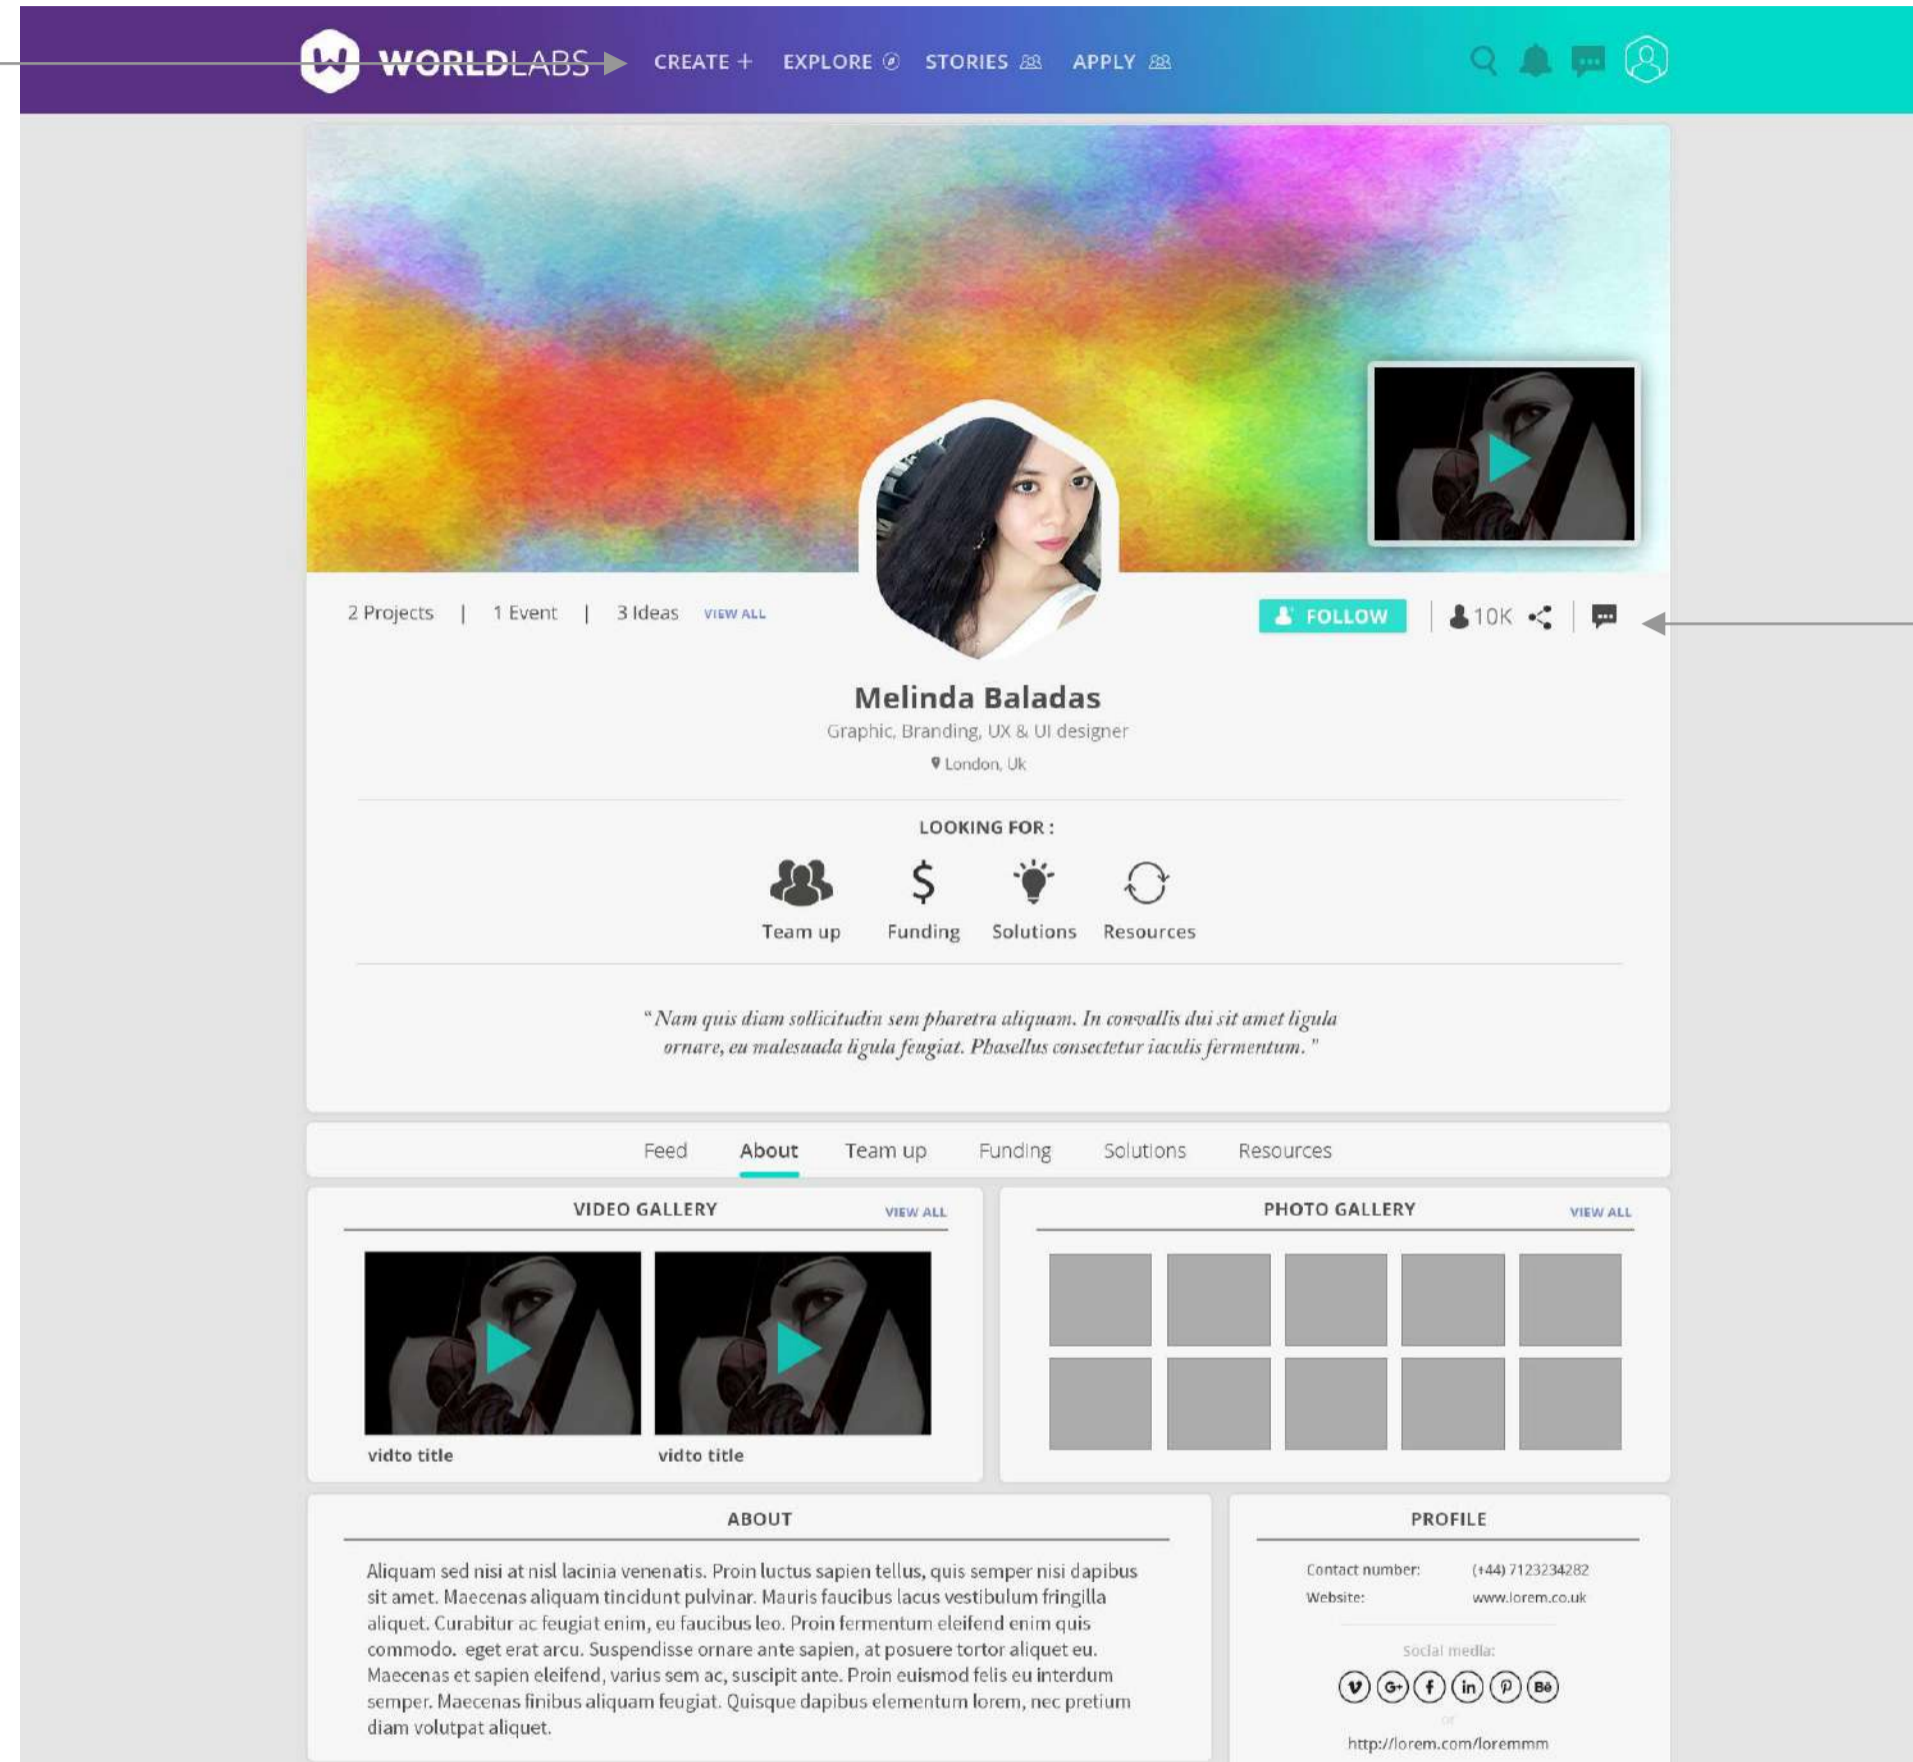 WORLDLABS CREATE + EXPLORE STORIES APPLY
2 Projects | 1 Event | 3 Ideas VIEW ALL
FOLLOW | 10K |
Melinda Baladas
Graphic, Branding, UX & UI designer
London, Uk
LOOKING FOR :
$
Team up Funding Solutions Resources
“ Nam quis diam sollicitudin sem pharetra aliquam. In convallis dui sit amet ligula
ornare, eu malesuada ligula feugiat. Phasellus consectetur iaculis fermentum. ”
Feed About Team up Funding Solutions Resources
VIDEO GALLERY VIEW ALL
vidto title vidto title
PHOTO GALLERY VIEW ALL
ABOUT
Aliquam sed nisi at nisl lacinia venenatis. Proin luctus sapien tellus, quis semper nisi dapibus
sit amet. Maecenas aliquam tincidunt pulvinar. Mauris faucibus lacus vestibulum fringilla
aliquet. Curabitur ac feugiat enim, eu faucibus leo. Proin fermentum eleifend enim quis
commodo. eget erat arcu. Suspendisse ornare ante sapien, at posuere tortor aliquet eu.
Maecenas et sapien eleifend, varius sem ac, suscipit ante. Proin euismod felis eu interdum
semper. Maecenas finibus aliquam feugiat. Quisque dapibus elementum lorem, nec pretium
diam volutpat aliquet.
PROFILE
Contact number: (+44) 7123234282
Website: www.lorem.co.uk
Social media:
G+ f in Bē
or
http://lorem.com/loremmm